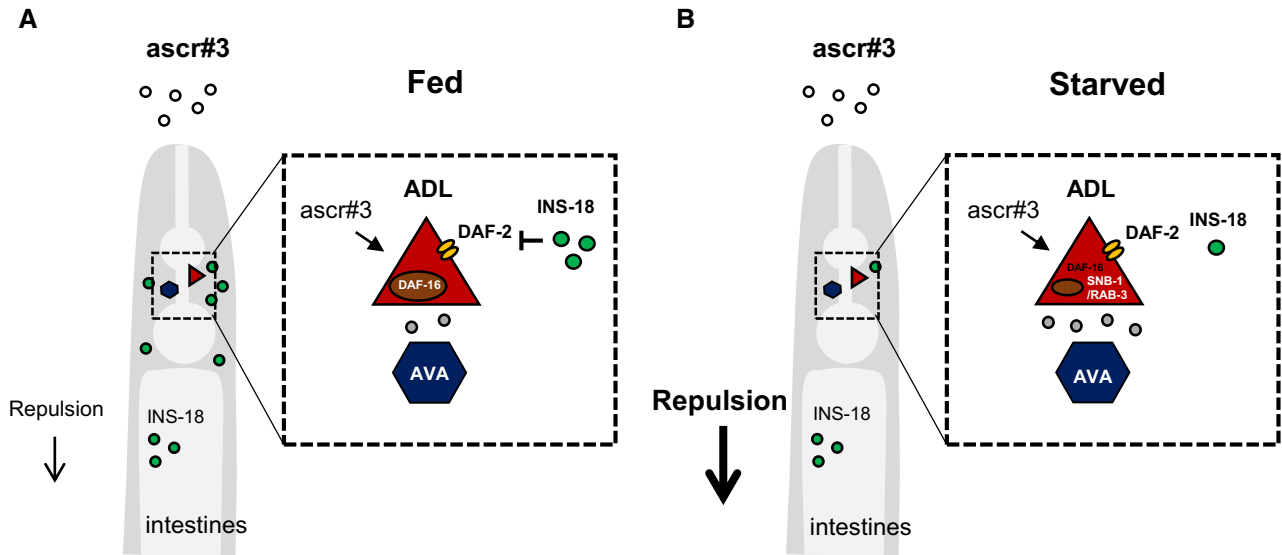 A
ascr#3
Fed
ADL
ascr#3
DAF-2
INS-18
DAF-16
AVA
Repulsion
INS-18
intestines
B
ascr#3
Starved
ADL
ascr#3
DAF-2
INS-18
DAF-16
SNB-1
/RAB-3
AVA
Repulsion
INS-18
intestines